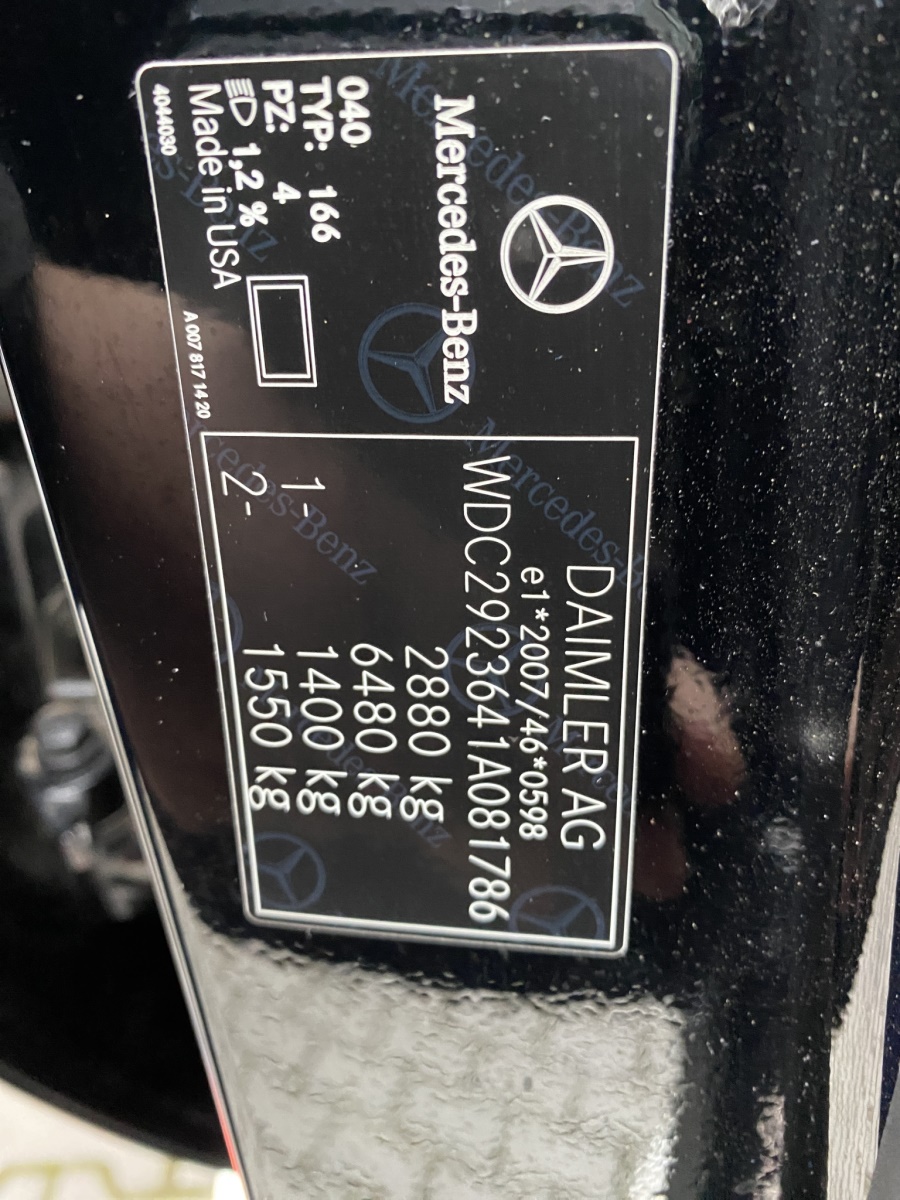 Mercedes-Benz
040
TYP: 166
PZ: 4
1,2 %
Made in USA
4044030
A 007 817 14 20
DAIMLER AG
e1*2007/46*0598
WDC2923641A081786
2880 kg
6480 kg
1- 1400 kg
2- 1550 kg